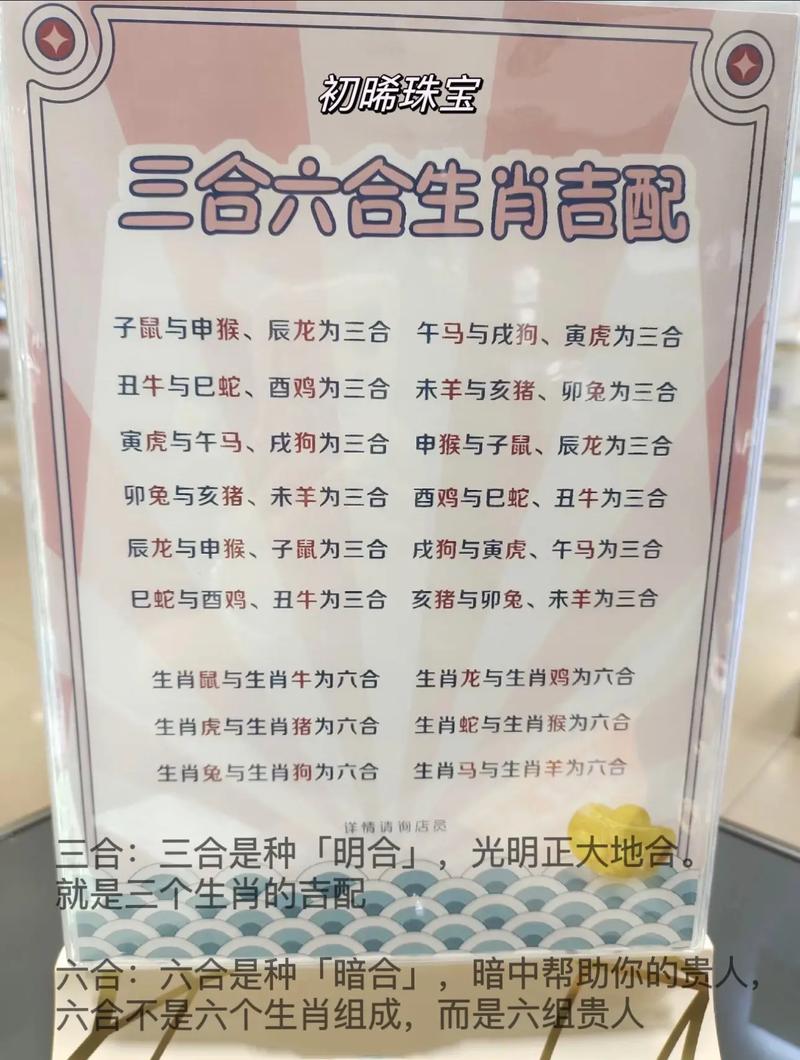 初晞珠宝
三合六合生肖吉配
子鼠与申猴、辰龙为三合 午马与戌狗、寅虎为三合
丑牛与巳蛇、酉鸡为三合 未羊与亥猪、卯兔为三合
寅虎与午马、戌狗为三合 申猴与子鼠、辰龙为三合
卯兔与亥猪、未羊为三合 酉鸡与巳蛇、丑牛为三合
辰龙与申猴、子鼠为三合 戌狗与寅虎、午马为三合
巳蛇与酉鸡、丑牛为三合 亥猪与卯兔、未羊为三合
生肖鼠与生肖牛为六合 生肖龙与生肖鸡为六合
生肖虎与生肖猪为六合 生肖蛇与生肖猴为六合
生肖兔与生肖狗为六合 生肖马与生肖羊为六合
详情请询店员
三合：三合是种「明合」，光明正大地合。
就是三个生肖的吉配
六合：六合是种「暗合」，暗中帮助你的贵人，
六合不是六个生肖组成，而是六组贵人